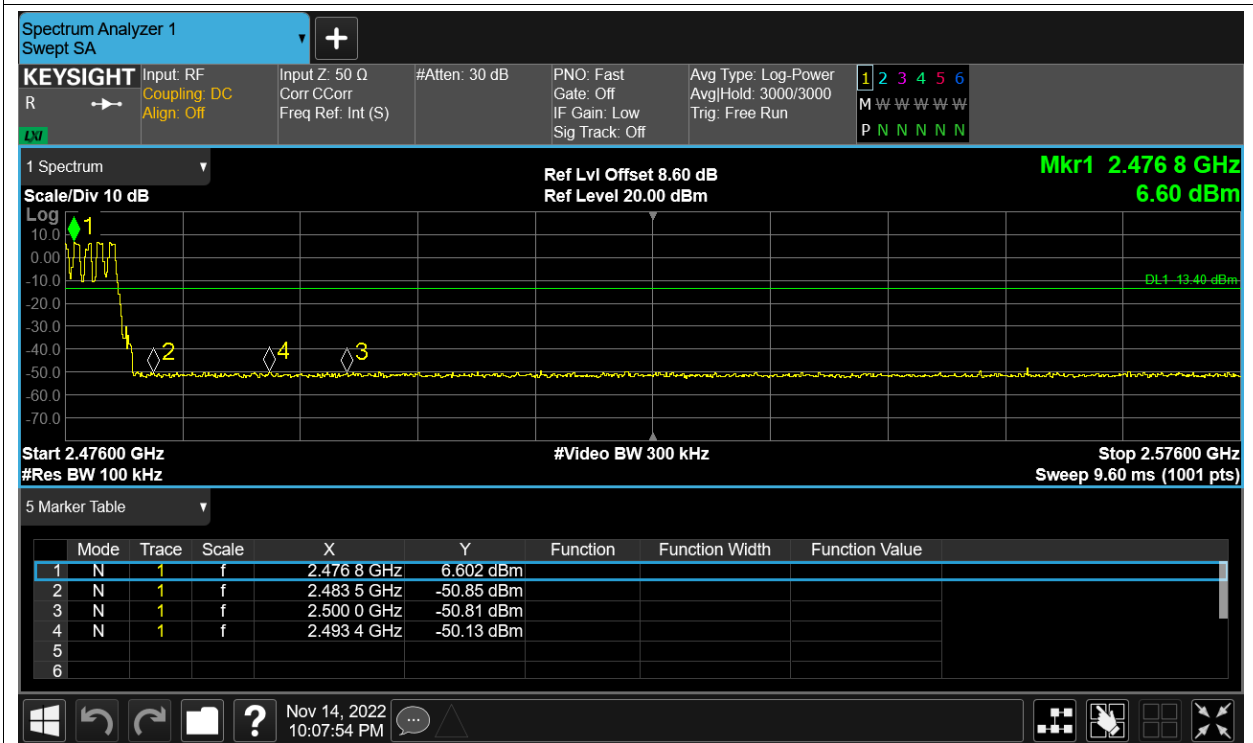 Spectrum Analyzer 1
Swept SA
KEYSIGHT Input: RF Input Z: 50 Ω #Atten: 30 dB PNO: Fast Avg Type: Log-Power 1 2 3 4 5 6
R Coupling: DC Corr CCorr Gate: Off Avg|Hold: 3000/3000 M W W W W W W
Align: Off Freq Ref: Int (S) IF Gain: Low Trig: Free Run
LXI Sig Track: Off P N N N N N
1 Spectrum Ref Lvl Offset 8.60 dB Mkr1 2.476 8 GHz
Scale/Div 10 dB Ref Level 20.00 dBm 6.60 dBm
Log
1
10.0
0.00
-10.0
DL1 -13.40 dBm
-20.0
-30.0
-40.0
2 4 3
-50.0
-60.0
-70.0
Start 2.47600 GHz #Video BW 300 kHz Stop 2.57600 GHz
#Res BW 100 kHz Sweep 9.60 ms (1001 pts)
5 Marker Table
Mode Trace Scale X Y Function Function Width Function Value
1 N 1 f 2.476 8 GHz 6.602 dBm
2 N 1 f 2.483 5 GHz -50.85 dBm
3 N 1 f 2.500 0 GHz -50.81 dBm
4 N 1 f 2.493 4 GHz -50.13 dBm
5
6
? Nov 14, 2022
10:07:54 PM